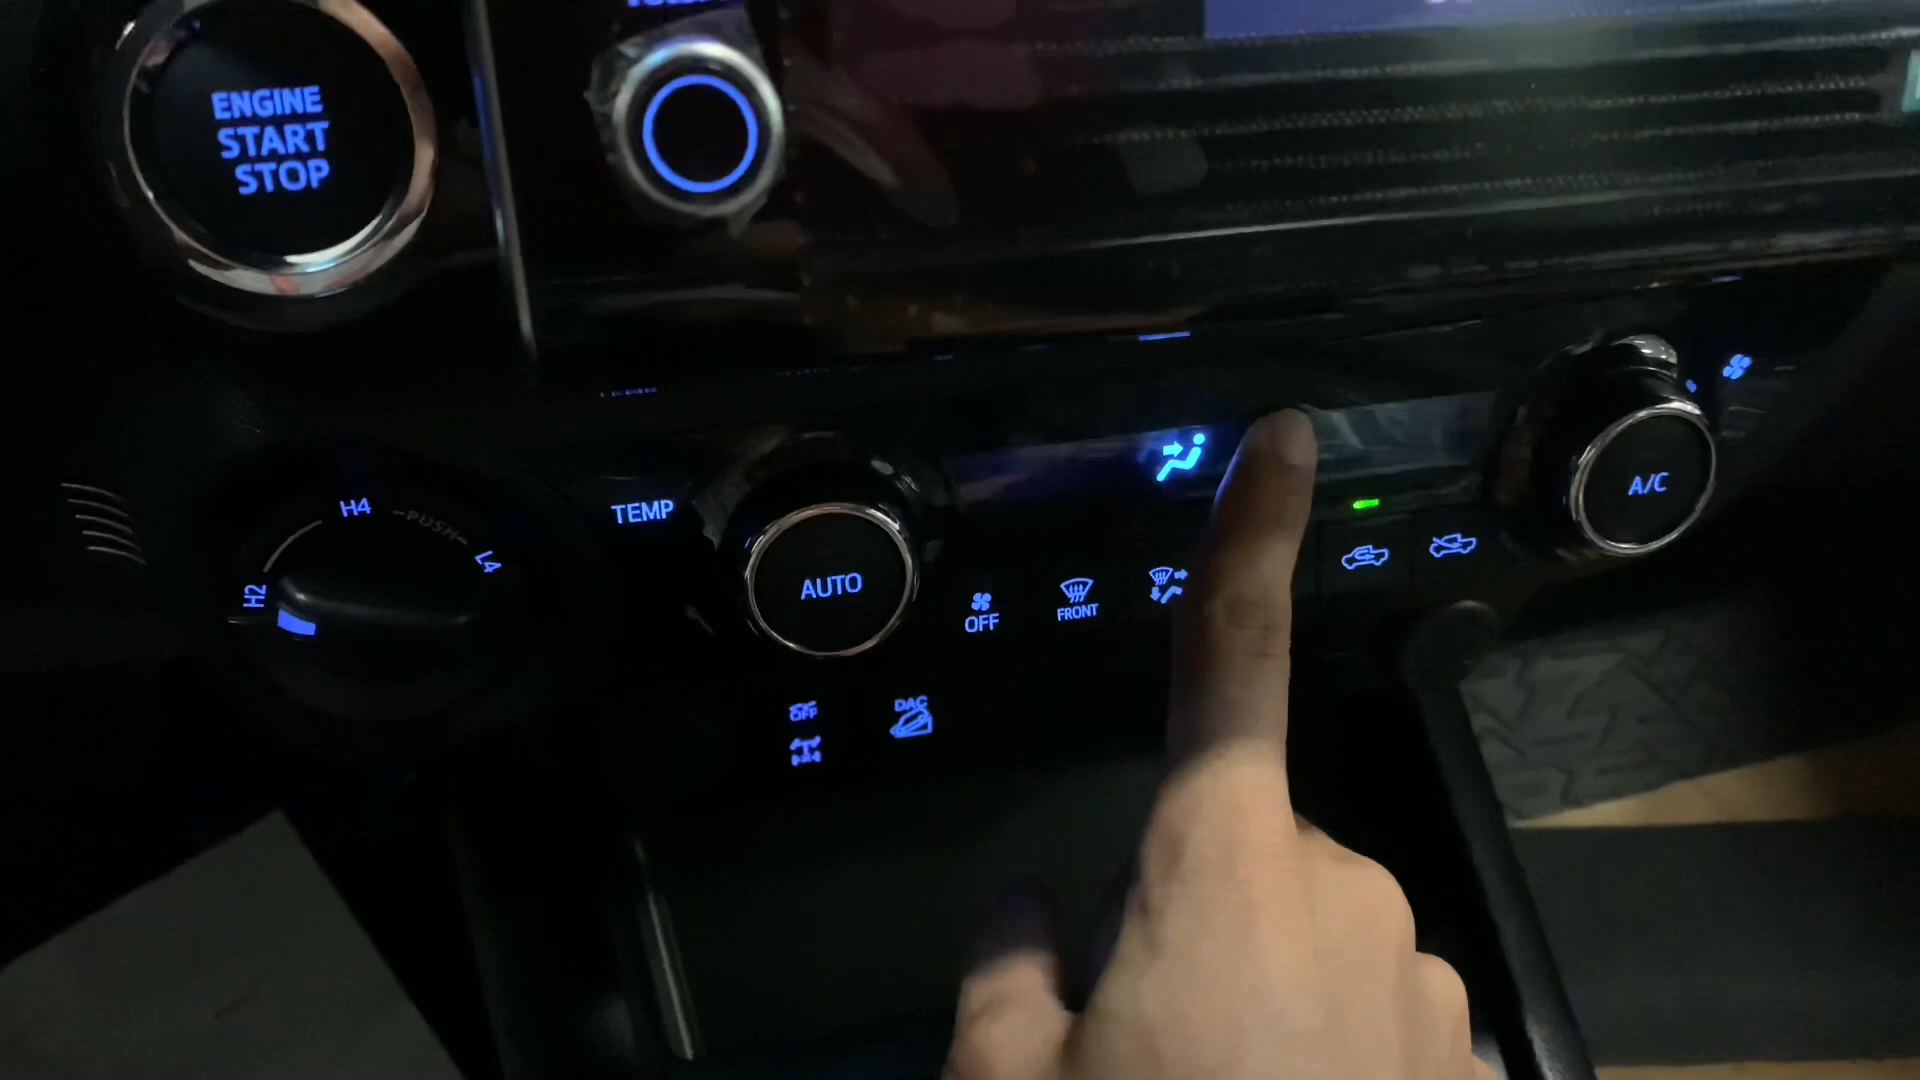 ENGINE
START
STOP
H4
PUSH
L4
H2
TEMP
AUTO
OFF
FRONT
A/C
OFF
DAC